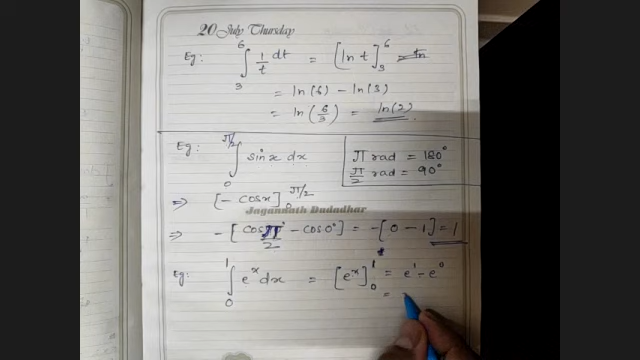 20 July Thursday
Eg: ∫₃⁶ 1/t dt = [ln t]₃⁶
= ln(6) - ln(3)
= ln(6/3) = ln(2).
Eg: ∫₀^(π/2) sin x dx
π rad = 180°
π/2 rad = 90°
⇒ [- cos x]₀^(π/2)
Jagannath Dadadhar
⇒ - [cos π/2° - cos 0°] = -[0 - 1] = 1
Eg: ∫₀¹ eˣ dx = [eˣ]₀¹ = e¹ - e⁰
=